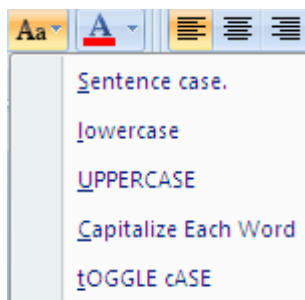 Aa A
Sentence case.
lowercase
UPPERCASE
Capitalize Each Word
tOGGLE cASE